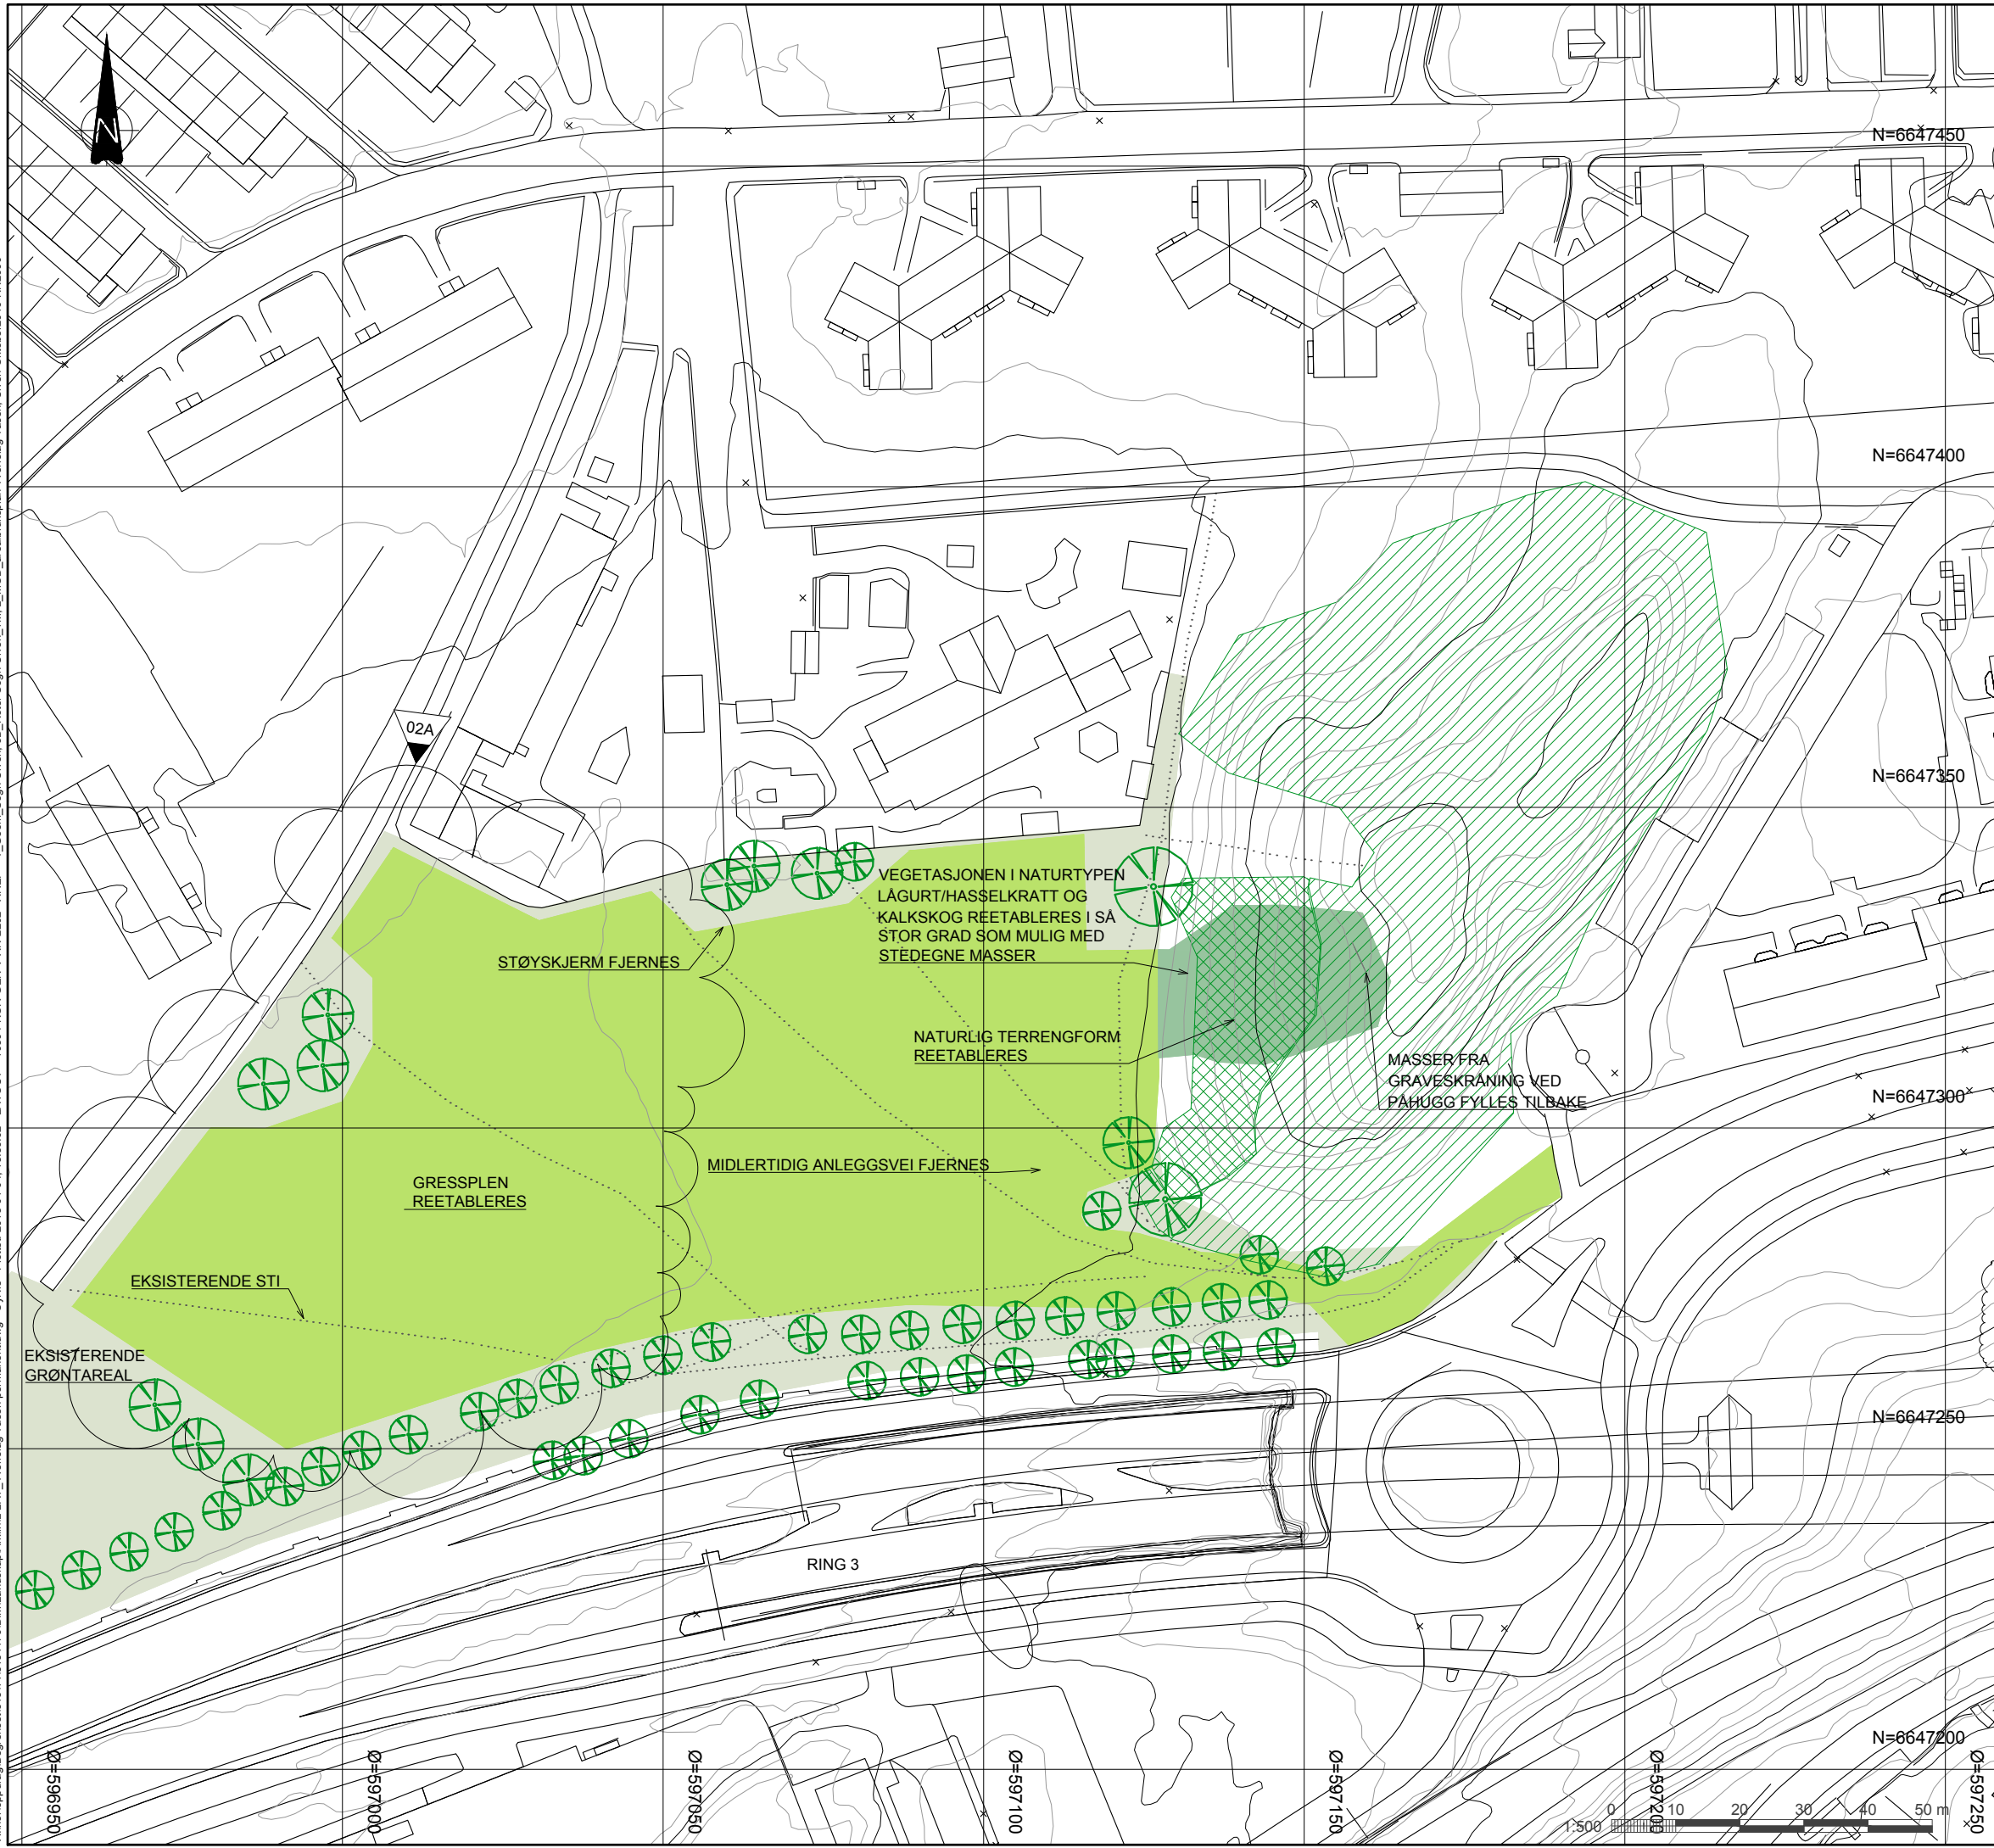 N
N=6647450
N=6647400
02A
N=6647350
VEGETASJONEN I NATURTYPEN
LÅGURT/HASSELKRATT OG
KALKSKOG REETABLERES I SÅ
STOR GRAD SOM MULIG MED
STEDEGNE MASSER
STØYSKJERM FJERNES
NATURLIG TERRENGFORM
REETABLERES
MASSER FRA
GRAVESKRÅNING VED
PÅHUGG FYLLES TILBAKE
N=6647300
MIDLERTIDIG ANLEGGSVEI FJERNES
GRESSPLEN
REETABLERES
EKSISTERENDE STI
EKSISTERENDE
GRØNTAREAL
N=6647250
RING 3
N=6647200
Ø=596950
Ø=597000
Ø=597050
Ø=597100
Ø=597150
Ø=597200
Ø=597250
0 10 20 30 40 50 m
1:500